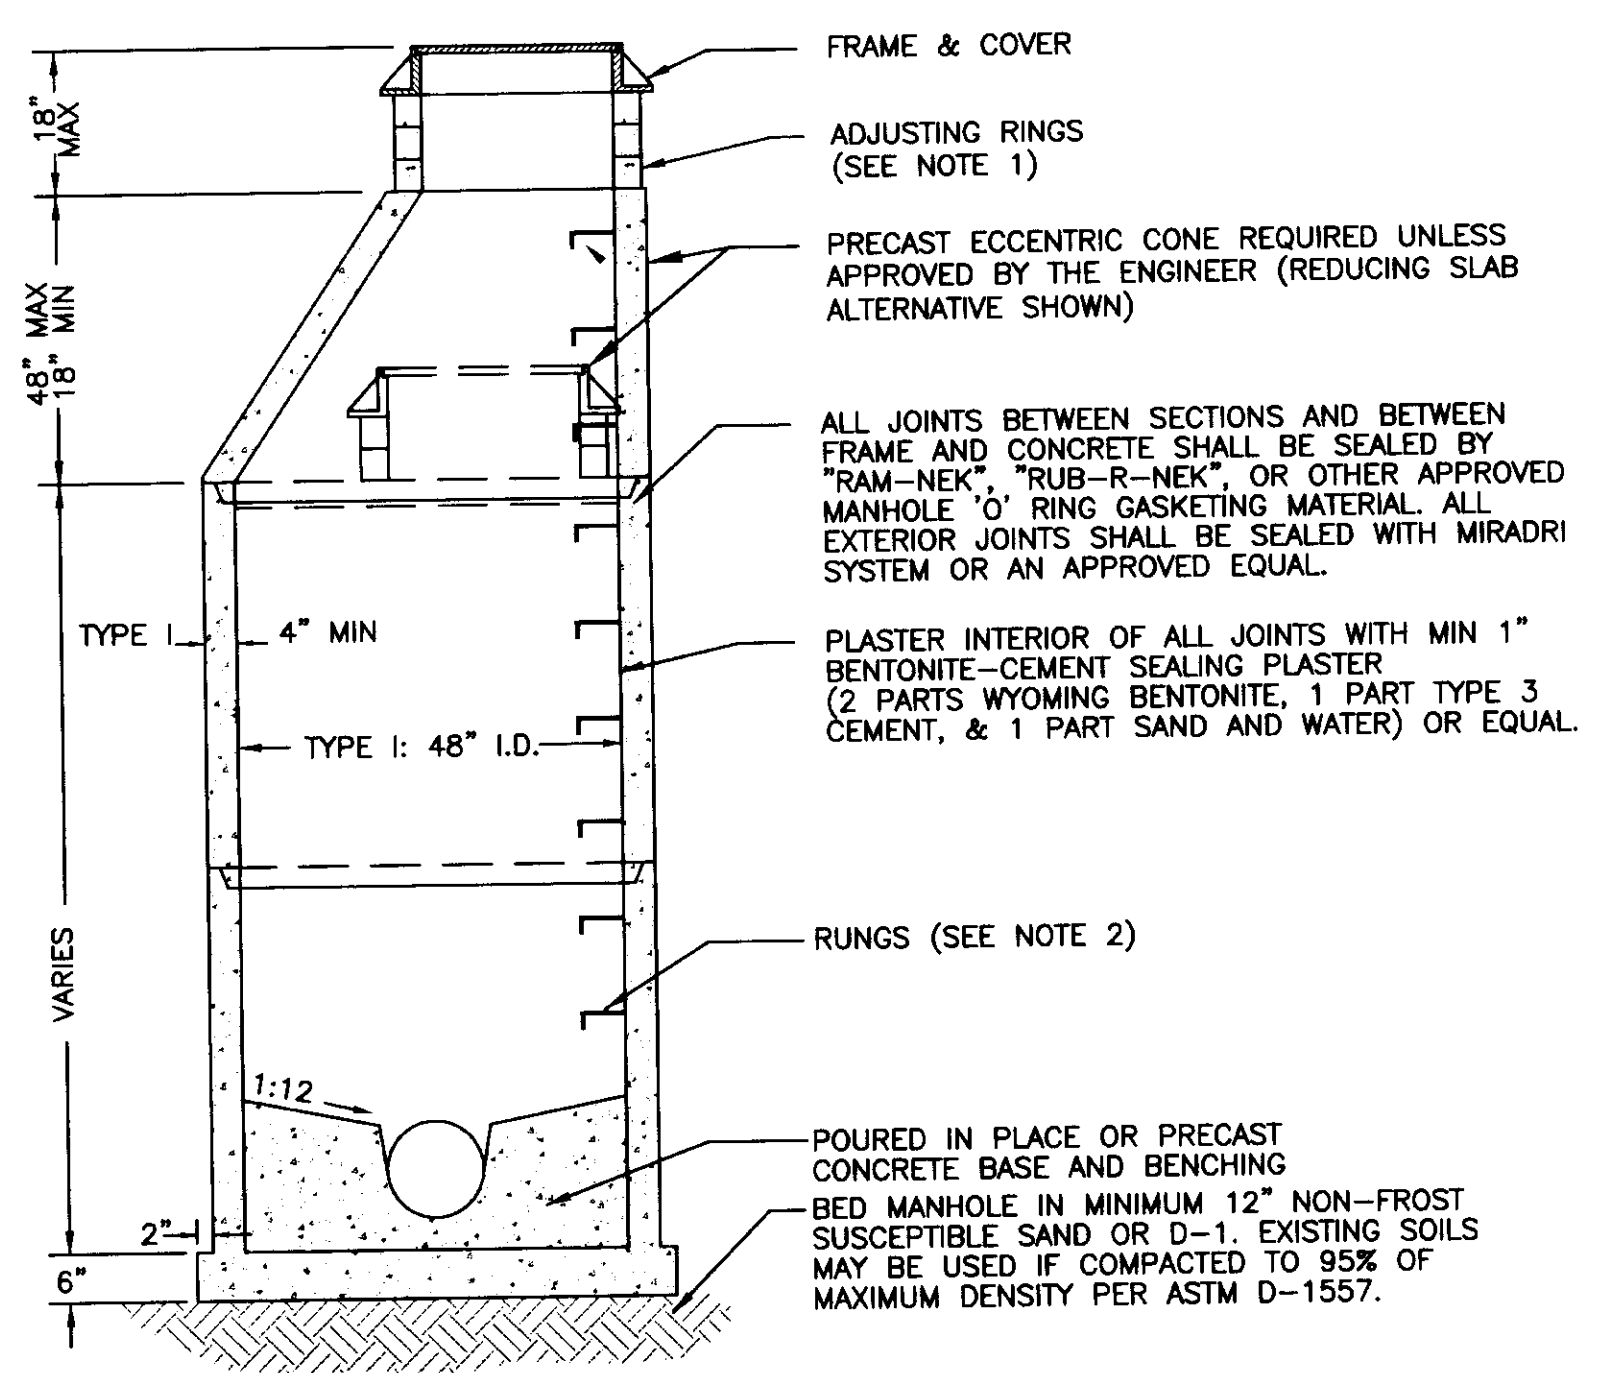 FRAME & COVER
18"
MAX
ADJUSTING RINGS
(SEE NOTE 1)
PRECAST ECCENTRIC CONE REQUIRED UNLESS
APPROVED BY THE ENGINEER (REDUCING SLAB
ALTERNATIVE SHOWN)
48" MAX
18" MIN
ALL JOINTS BETWEEN SECTIONS AND BETWEEN
FRAME AND CONCRETE SHALL BE SEALED BY
"RAM-NEK", "RUB-R-NEK", OR OTHER APPROVED
MANHOLE 'O' RING GASKETING MATERIAL. ALL
EXTERIOR JOINTS SHALL BE SEALED WITH MIRADRI
SYSTEM OR AN APPROVED EQUAL.
TYPE I
4" MIN
PLASTER INTERIOR OF ALL JOINTS WITH MIN 1"
BENTONITE-CEMENT SEALING PLASTER
(2 PARTS WYOMING BENTONITE, 1 PART TYPE 3
CEMENT, & 1 PART SAND AND WATER) OR EQUAL.
TYPE I: 48" I.D.
VARIES
RUNGS (SEE NOTE 2)
1:12
POURED IN PLACE OR PRECAST
CONCRETE BASE AND BENCHING
BED MANHOLE IN MINIMUM 12" NON-FROST
SUSCEPTIBLE SAND OR D-1. EXISTING SOILS
MAY BE USED IF COMPACTED TO 95% OF
MAXIMUM DENSITY PER ASTM D-1557.
2"
6"